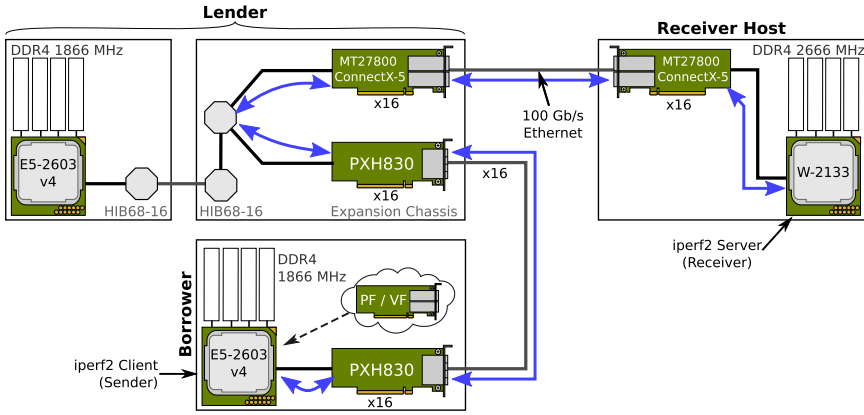 Lender
DDR4 1866 MHz
E5-2603
v4
HIB68-16
HIB68-16
MT27800
ConnectX-5
x16
PXH830
x16
Expansion Chassis
x16
100 Gb/s
Ethernet
Receiver Host
MT27800
ConnectX-5
x16
DDR4 2666 MHz
W-2133
iperf2 Server
(Receiver)
Borrower
DDR4
1866 MHz
E5-2603
v4
PF / VF
PXH830
x16
iperf2 Client
(Sender)